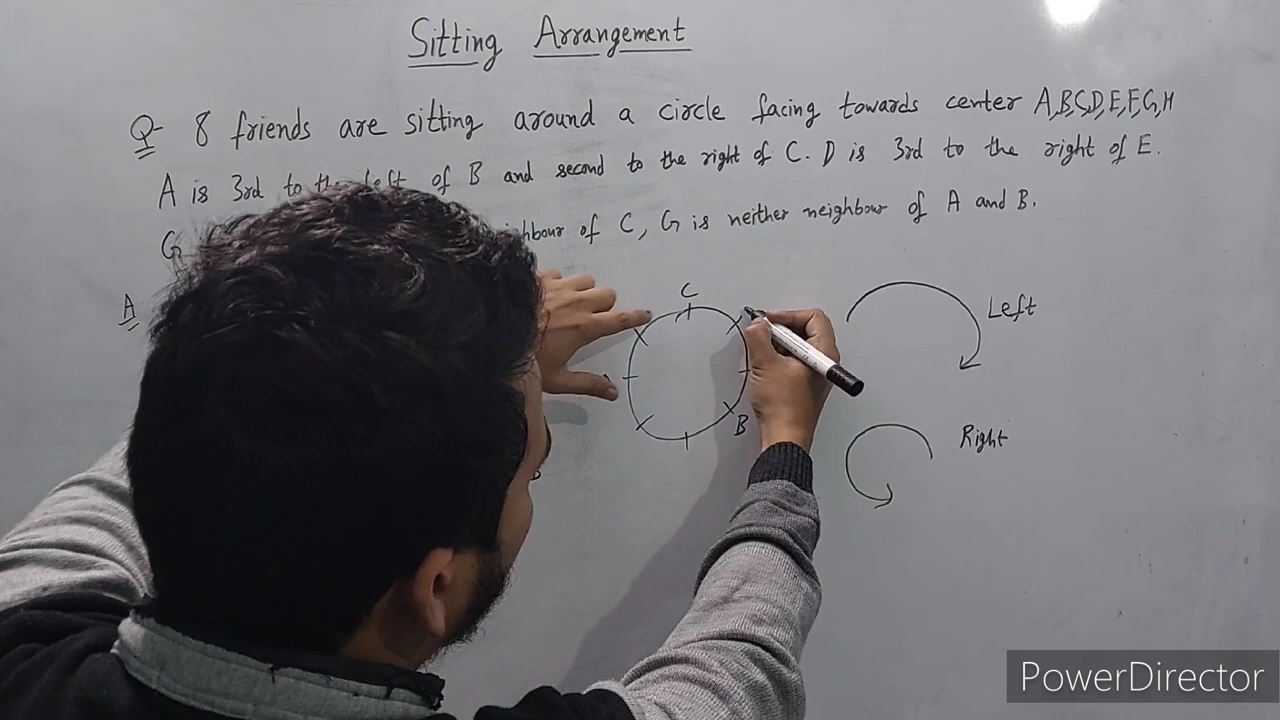 Sitting Arrangement
Q- 8 friends are sitting around a circle facing towards center A,B,C,D,E,F,G,H
A is 3rd to the left of B and second to the right of C. D is 3rd to the right of E.
G of C, G is neither neighbour of A and B.
A
C
Left
B
Right
PowerDirector